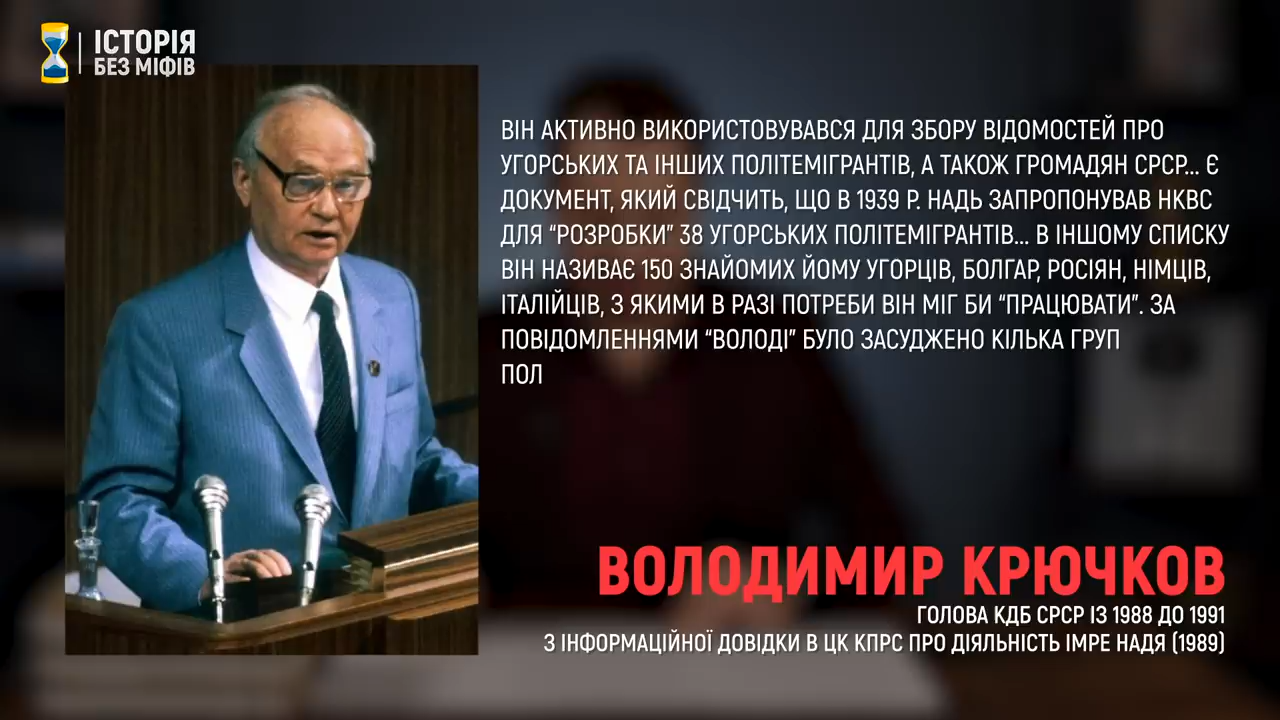 ІСТОРІЯ
БЕЗ МІФІВ
ВІН АКТИВНО ВИКОРИСТОВУВАВСЯ ДЛЯ ЗБОРУ ВІДОМОСТЕЙ ПРО
УГОРСЬКИХ ТА ІНШИХ ПОЛІТЕМІГРАНТІВ, А ТАКОЖ ГРОМАДЯН СРСР... Є
ДОКУМЕНТ, ЯКИЙ СВІДЧИТЬ, ЩО В 1939 Р. НАДЬ ЗАПРОПОНУВАВ НКВС
ДЛЯ “РОЗРОБКИ” 38 УГОРСЬКИХ ПОЛІТЕМІГРАНТІВ... В ІНШОМУ СПИСКУ
ВІН НАЗИВАЄ 150 ЗНАЙОМИХ ЙОМУ УГОРЦІВ, БОЛГАР, РОСІЯН, НІМЦІВ,
ІТАЛІЙЦІВ, З ЯКИМИ В РАЗІ ПОТРЕБИ ВІН МІГ БИ “ПРАЦЮВАТИ”. ЗА
ПОВІДОМЛЕННЯМИ “ВОЛОДІ” БУЛО ЗАСУДЖЕНО КІЛЬКА ГРУП
ПОЛ
ВОЛОДИМИР КРЮЧКОВ
ГОЛОВА КДБ СРСР ІЗ 1988 ДО 1991
З ІНФОРМАЦІЙНОЇ ДОВІДКИ В ЦК КПРС ПРО ДІЯЛЬНІСТЬ ІМРЕ НАДЯ (1989)